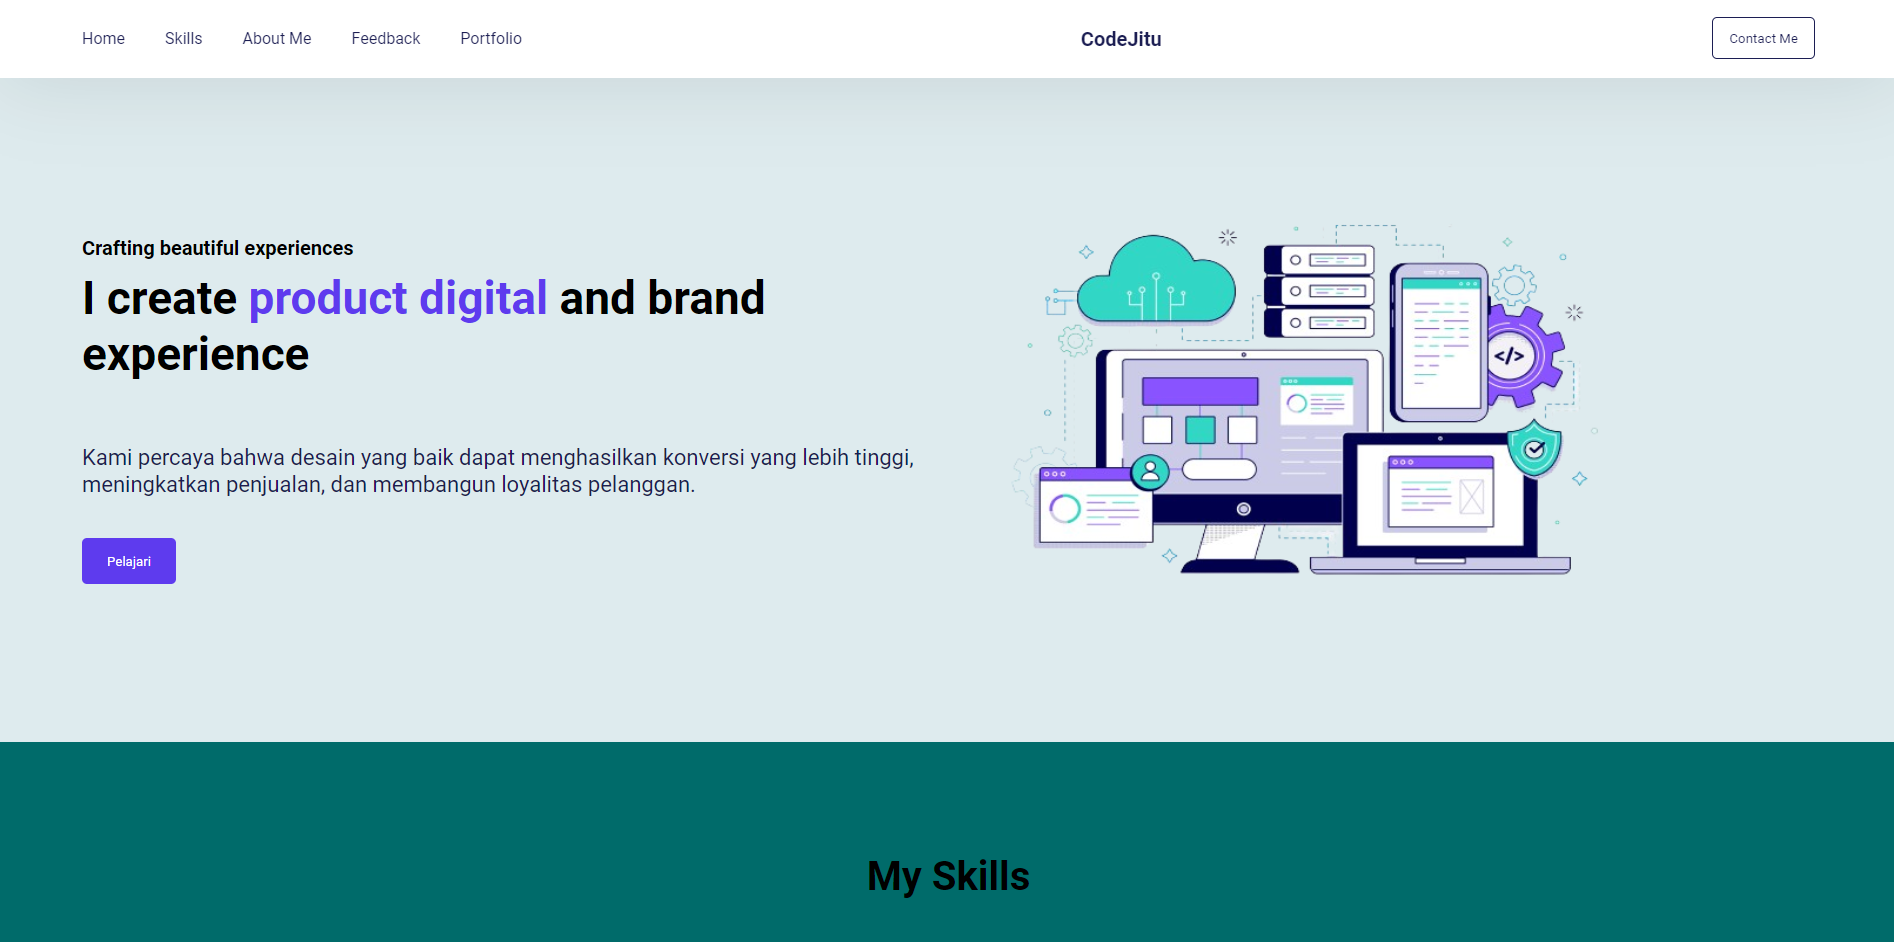 Home Skills About Me Feedback Portfolio CodeJitu Contact Me
Crafting beautiful experiences
I create product digital and brand
experience
Kami percaya bahwa desain yang baik dapat menghasilkan konversi yang lebih tinggi,
meningkatkan penjualan, dan membangun loyalitas pelanggan.
Pelajari
</>
My Skills